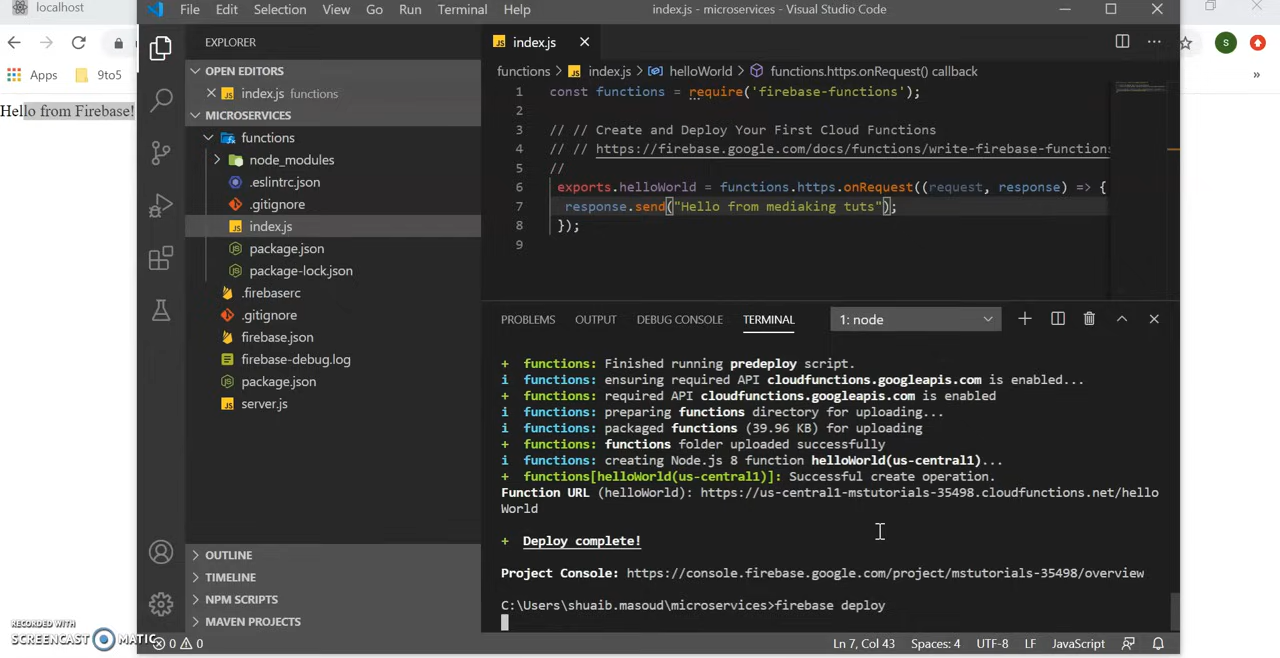 localhost
File Edit Selection View Go Run Terminal Help
index.js - microservices - Visual Studio Code
Apps 9to5
S
»
Hello from Firebase!
EXPLORER
OPEN EDITORS
index.js functions
MICROSERVICES
functions
node_modules
.eslintrc.json
.gitignore
index.js
package.json
package-lock.json
.firebaserc
.gitignore
firebase.json
firebase-debug.log
package.json
server.js
OUTLINE
TIMELINE
NPM SCRIPTS
MAVEN PROJECTS
index.js
functions > index.js > helloWorld > functions.https.onRequest() callback
1 const functions = require('firebase-functions');
2
3 // // Create and Deploy Your First Cloud Functions
4 // // https://firebase.google.com/docs/functions/write-firebase-functions
5 //
6 exports.helloWorld = functions.https.onRequest((request, response) => {
7 response.send("Hello from mediaking tuts");
8 });
9
PROBLEMS OUTPUT DEBUG CONSOLE TERMINAL 1: node
+ functions: Finished running predeploy script.
i functions: ensuring required API cloudfunctions.googleapis.com is enabled...
+ functions: required API cloudfunctions.googleapis.com is enabled
i functions: preparing functions directory for uploading...
i functions: packaged functions (39.96 KB) for uploading
+ functions: functions folder uploaded successfully
i functions: creating Node.js 8 function helloWorld(us-central1)...
+ functions[helloWorld(us-central1)]: Successful create operation.
Function URL (helloWorld): https://us-central1-mstutorials-35498.cloudfunctions.net/hello
World
+ Deploy complete!
Project Console: https://console.firebase.google.com/project/mstutorials-35498/overview
C:\Users\shuaib.masoud\microservices>firebase deploy
RECORDED WITH
SCREENCAST MATIC
0 0
Ln 7, Col 43 Spaces: 4 UTF-8 LF JavaScript